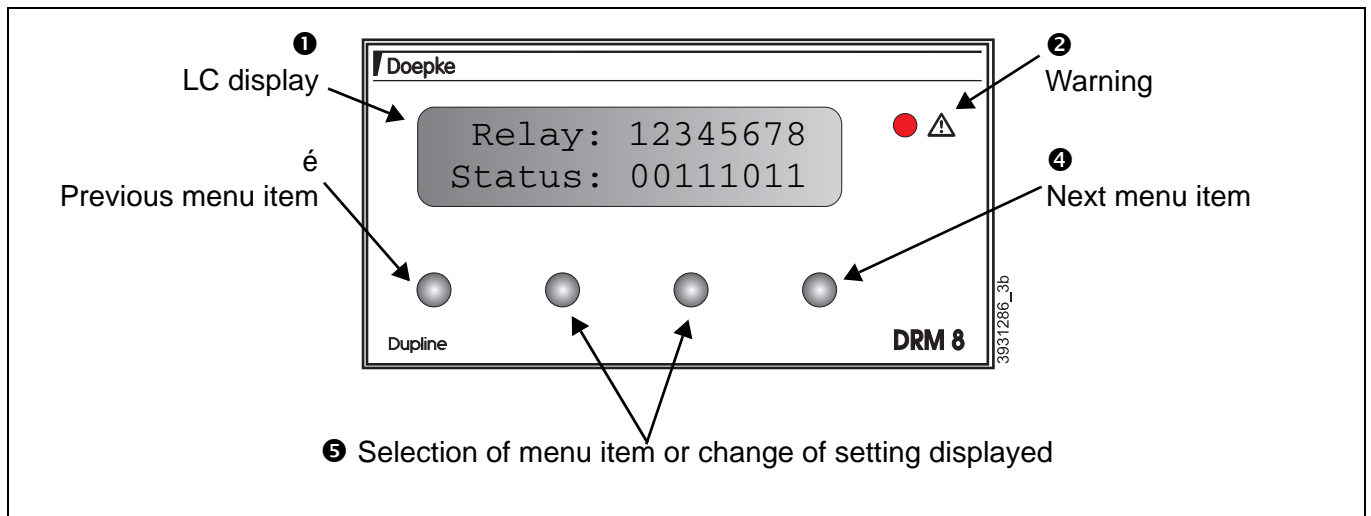 ❶
LC display
❷
Warning
Doepke
Relay: 12345678
Status: 00111011
é
Previous menu item
❹
Next menu item
Dupline
DRM 8
3931286_3b
❺ Selection of menu item or change of setting displayed